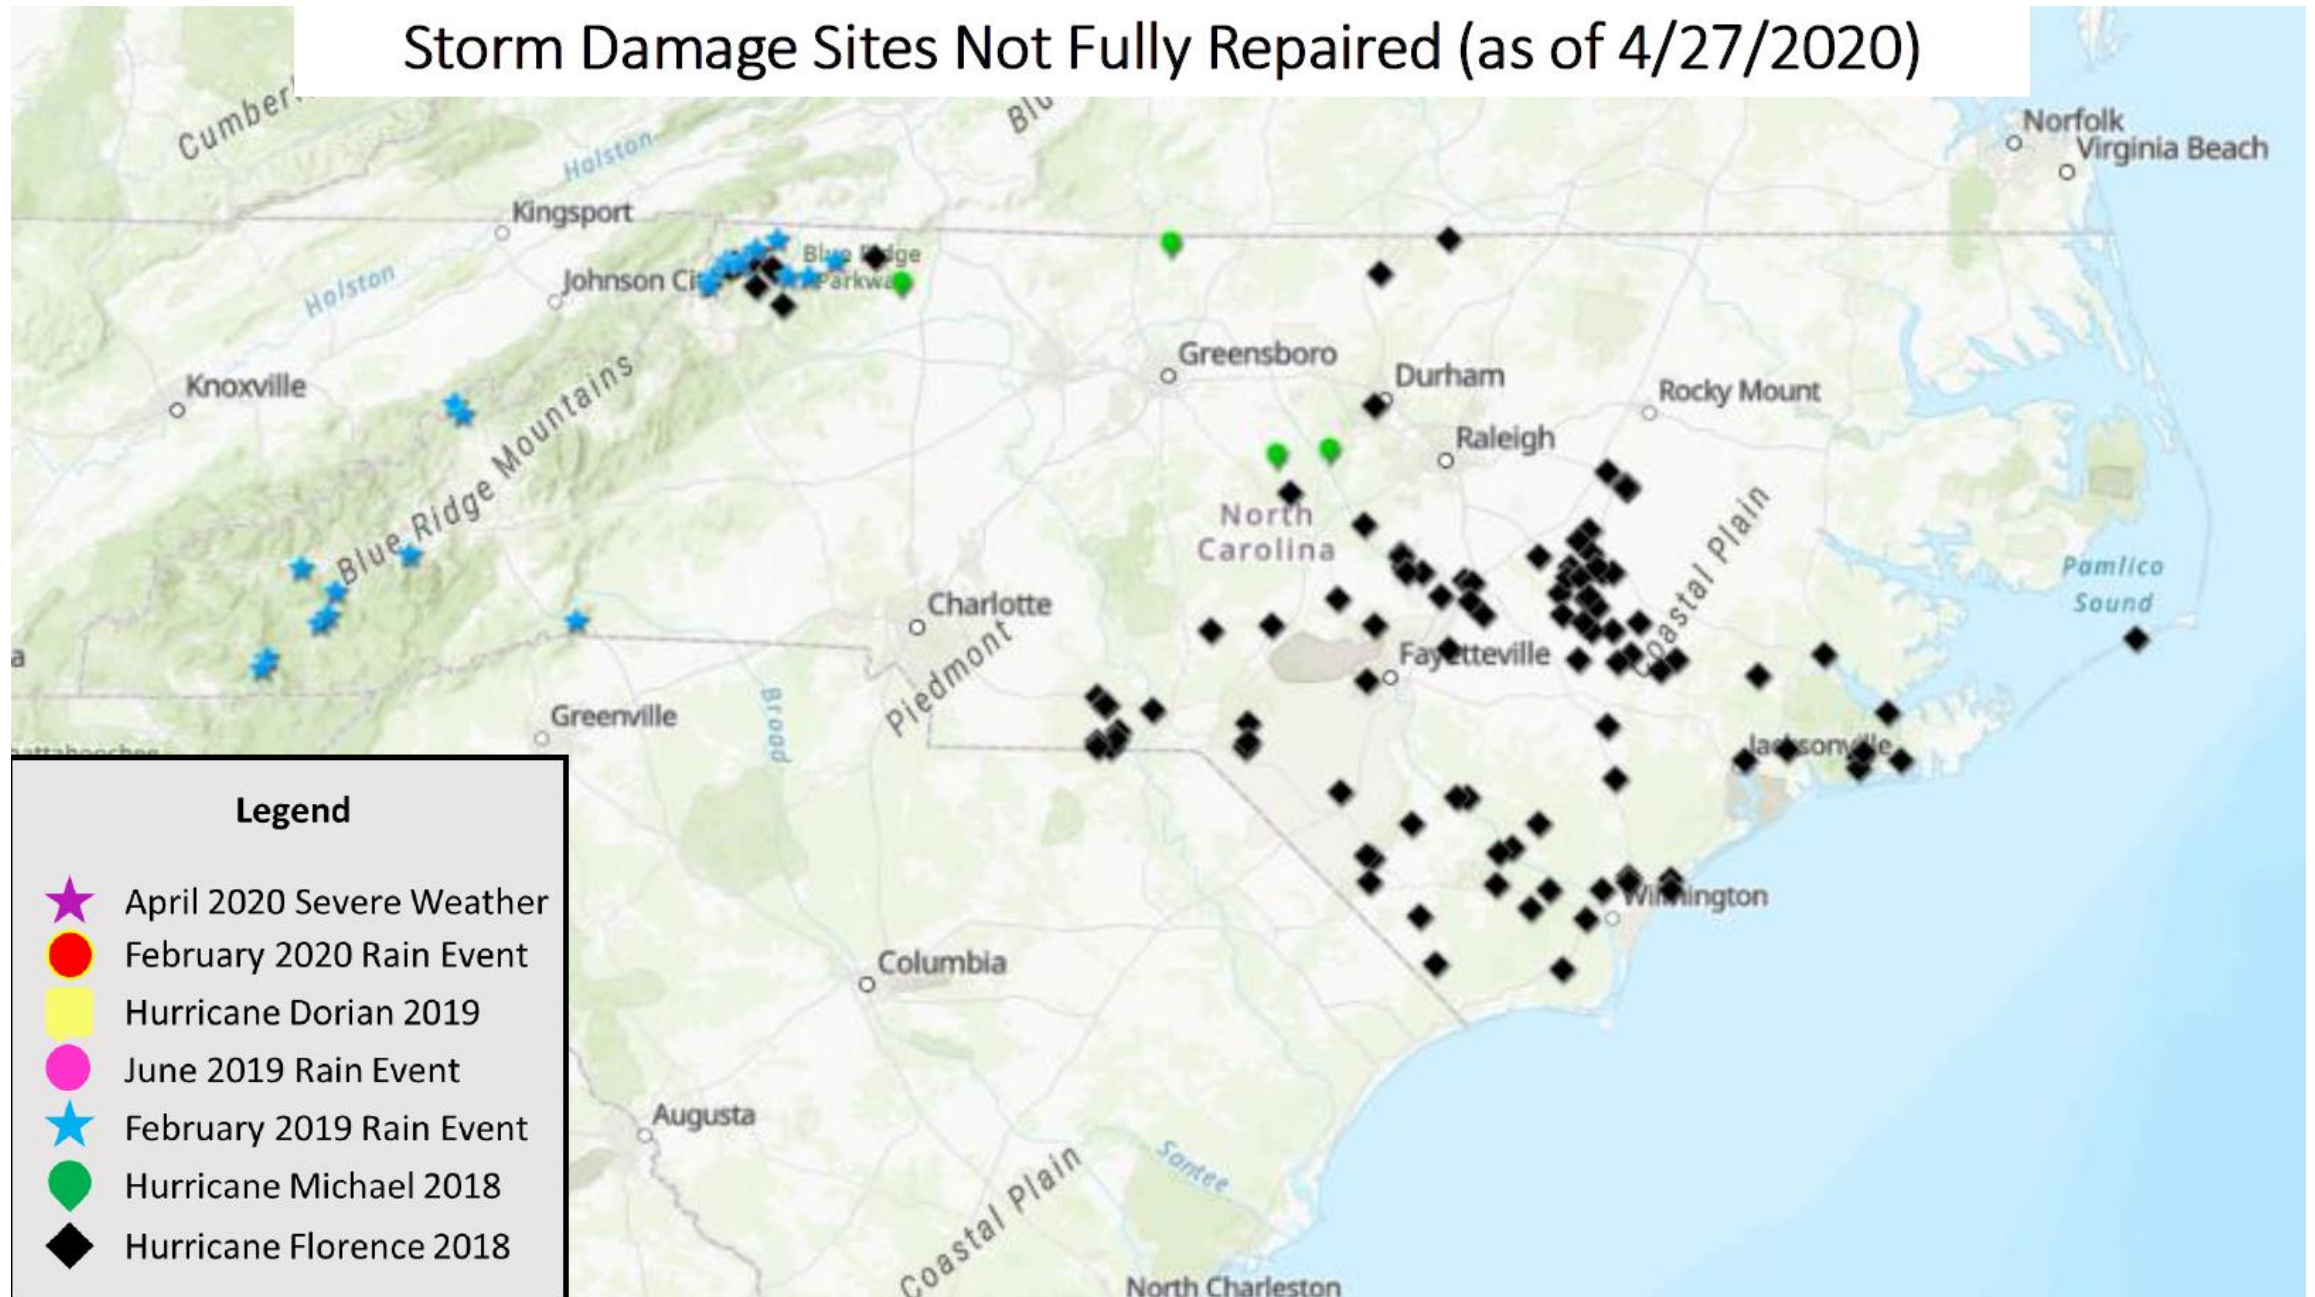 Storm Damage Sites Not Fully Repaired (as of 4/27/2020)
Norfolk
Virginia Beach
Holston
Kingsport
Johnson
Holston
Blue Ridge
Parkway
Greensboro
Durham
Knoxville
Rocky Mount
Raleigh
Blue Ridge Mountains
North
Carolina
Coastal Plain
Pamlico
Sound
Charlotte
Piedmont
Fayetteville
Greenville
Broad
Jacksonville
Wilmington
Columbia
Augusta
Santee
Coastal Plain
North Charleston
Legend
April 2020 Severe Weather
February 2020 Rain Event
Hurricane Dorian 2019
June 2019 Rain Event
February 2019 Rain Event
Hurricane Michael 2018
Hurricane Florence 2018